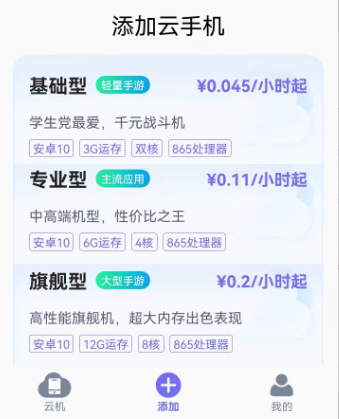 添加云手机
基础型 轻量手游 ¥0.045/小时起
学生党最爱，千元战斗机
安卓10 3G运存 双核 865处理器
专业型 主流应用 ¥0.11/小时起
中高端机型，性价比之王
安卓10 6G运存 4核 865处理器
旗舰型 大型手游 ¥0.2/小时起
高性能旗舰机，超大内存出色表现
安卓10 12G运存 8核 865处理器
云机 添加 我的